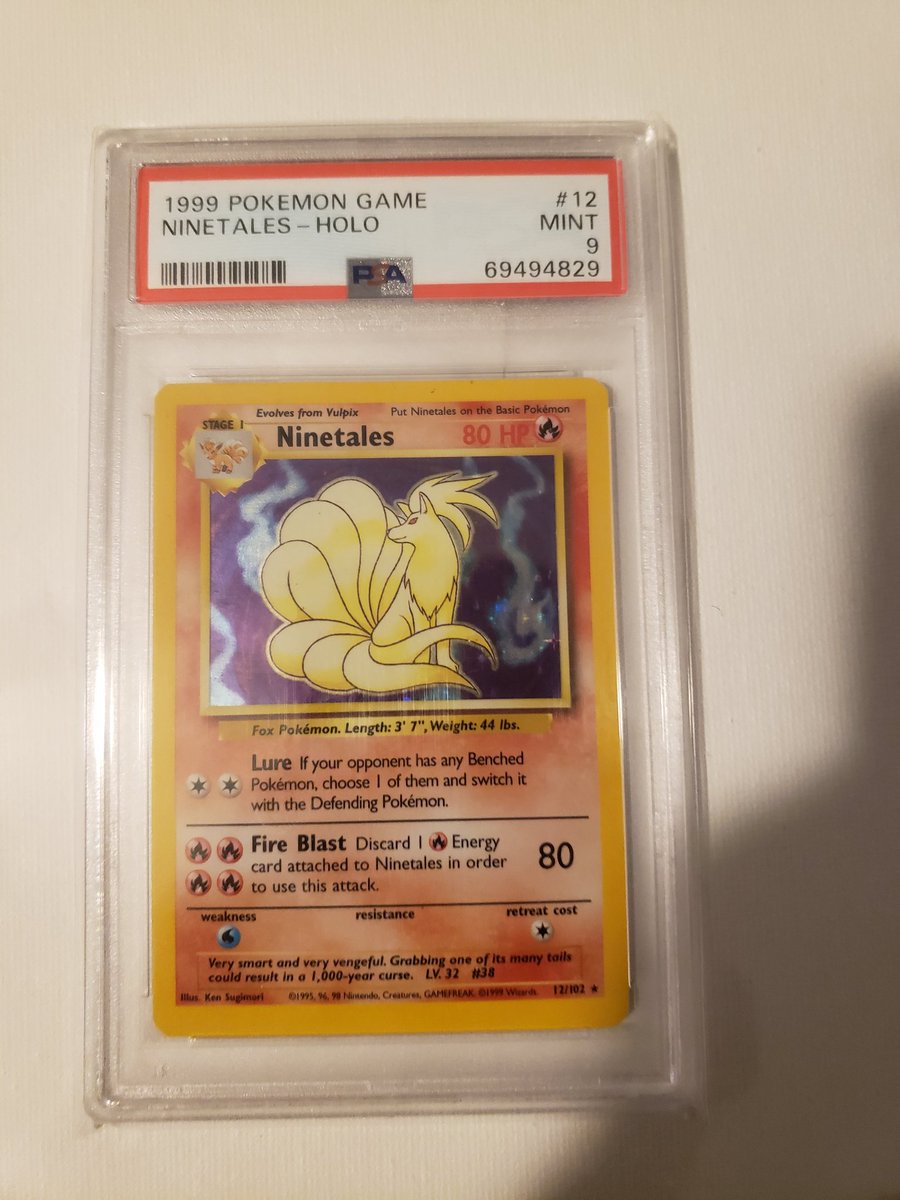 1999 POKEMON GAME #12
NINETALES - HOLO MINT
9
69494829
PSA
Evolves from Vulpix Put Ninetales on the Basic Pokémon
STAGE 1
Ninetales 80 HP
Fox Pokémon. Length: 3' 7", Weight: 44 lbs.
Lure If your opponent has any Benched
Pokémon, choose 1 of them and switch it
with the Defending Pokémon.
Fire Blast Discard 1 Energy
card attached to Ninetales in order
to use this attack.
80
weakness resistance retreat cost
Very smart and very vengeful. Grabbing one of its many tails
could result in a 1,000-year curse. LV. 32 #38
Illus. Ken Sugimori ©1995, 96, 98 Nintendo, Creatures, GAMEFREAK. ©1999 Wizards. 12/102 ★